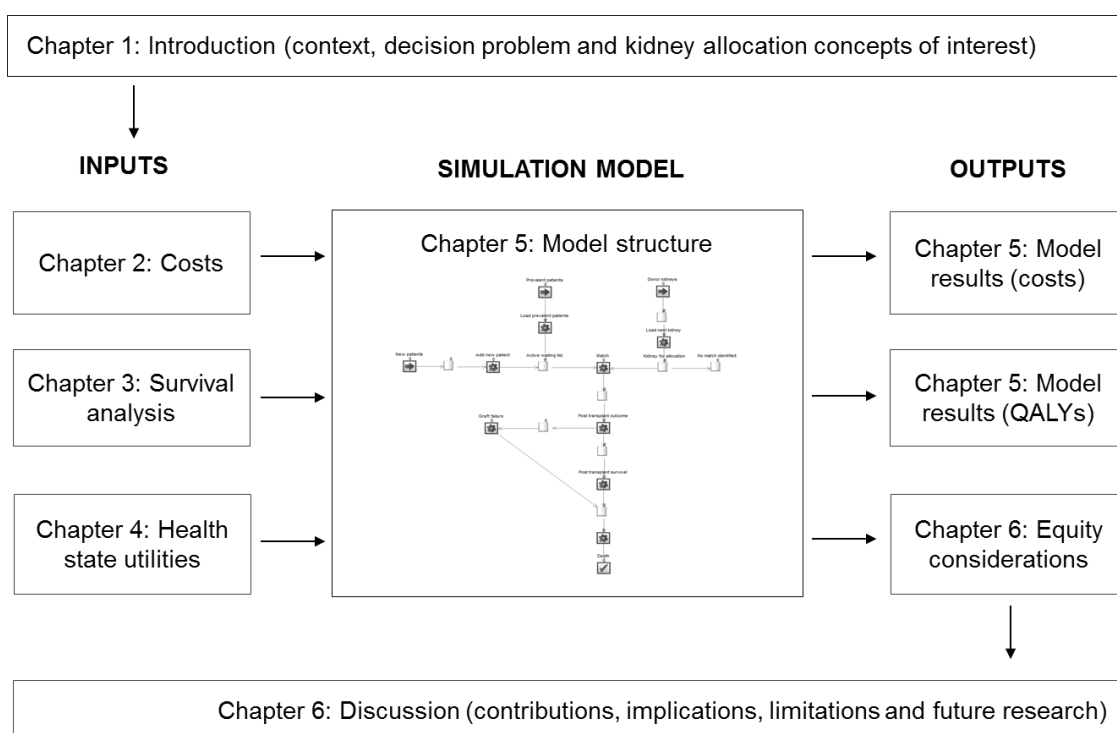 Chapter 1: Introduction (context, decision problem and kidney allocation concepts of interest)
INPUTS
SIMULATION MODEL
OUTPUTS
Chapter 2: Costs
Chapter 3: Survival
analysis
Chapter 4: Health
state utilities
Chapter 5: Model structure
Prevalent patients
Donor kidneys
Load prevalent patients
Load next kidney
New patients
Add new patient
Active waiting list
Match
Kidney for allocation
No match identified
Graft failure
Post transplant outcome
Post transplant survival
Death
Chapter 5: Model
results (costs)
Chapter 5: Model
results (QALYs)
Chapter 6: Equity
considerations
Chapter 6: Discussion (contributions, implications, limitations and future research)